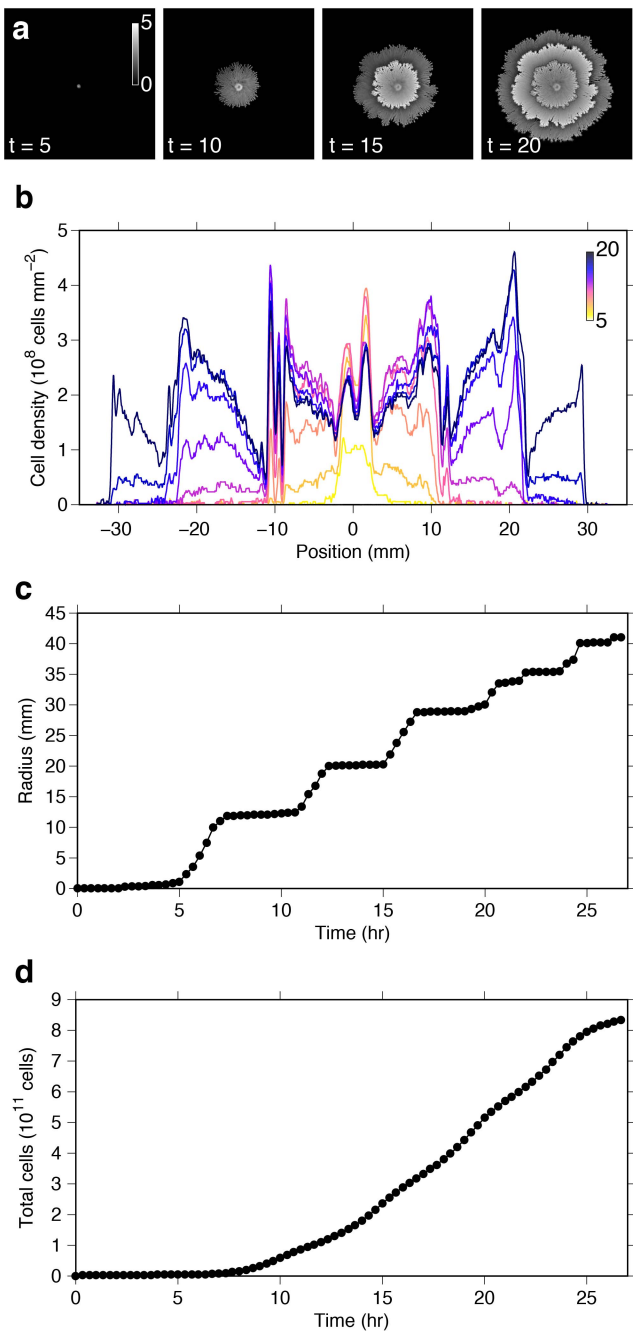 a
5
0
t = 5
t = 10
t = 15
t = 20
b
Cell density (10⁸ cells mm⁻²)
5
4
3
2
1
0
20
5
−30 −20 −10 0 10 20 30
Position (mm)
c
Radius (mm)
45
40
35
30
25
20
15
10
5
0
0 5 10 15 20 25
Time (hr)
d
Total cells (10¹¹ cells)
9
8
7
6
5
4
3
2
1
0
0 5 10 15 20 25
Time (hr)